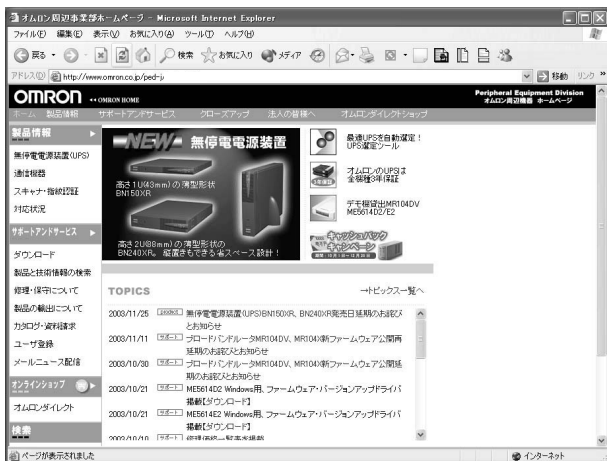 オムロン周辺事業部ホームページ - Microsoft Internet Explorer
ファイル(F) 編集(E) 表示(V) お気に入り(A) ツール(T) ヘルプ(H)
戻る 検索 お気に入り メディア
アドレス(D) http://www.omron.co.jp/ped-j/ 移動 リンク »
OMRON OMRON HOME
Peripheral Equipment Division
オムロン周辺機器 ホームページ
ホーム 製品情報 サポートアンドサービス クローズアップ 法人の皆様へ オムロンダイレクトショップ
製品情報
無停電電源装置(UPS)
通信機器
スキャナ・指紋認証
対応状況
サポートアンドサービス
ダウンロード
製品と技術情報の検索
修理・保守について
製品の輸出について
カタログ・資料請求
ユーザ登録
メールニュース配信
オンラインショップ
オムロンダイレクト
検索
NEW 無停電電源装置
高さ1U(43mm)の薄型形状
BN150XR
高さ2U(88mm)の薄型形状の
BN240XR。縦置きもできる省スペース設計!
最適UPSを自動選定!
UPS選定ツール
オムロンのUPSは
全機種3年保証
デモ機貸出MR104DV
ME5614D2/E2
キャッシュバック
キャンペーン
TOPICS
→トピックス一覧へ
2003/11/25 product 無停電電源装置(UPS)BN150XR、BN240XR発売日延期のお詫び
とお知らせ
2003/11/11 サポート ブロードバンドルータMR104DV、MR104XI新ファームウェア公開再
延期のお詫びとお知らせ
2003/10/30 サポート ブロードバンドルータMR104DV、MR104XI新ファームウェア公開延
期のお詫びとお知らせ
2003/10/21 サポート ME5614D2 Windows用、ファームウェア・バージョンアップドライバ
掲載【ダウンロード】
2003/10/21 サポート ME5614E2 Windows用、ファームウェア・バージョンアップドライバ
掲載【ダウンロード】
2003/10/10 サポート 修理価格一覧表を掲載
ページが表示されました
インターネット